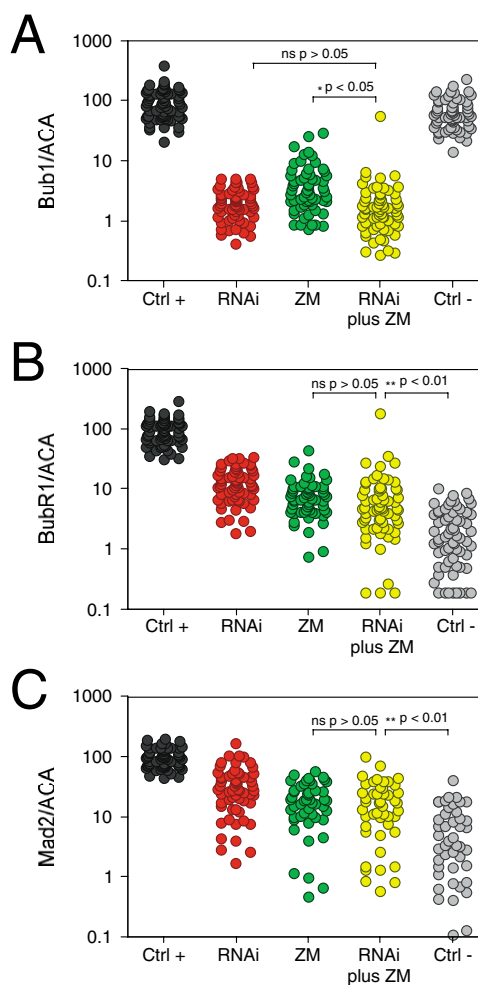 A
Bub1/ACA
1000
100
10
1
0.1
ns p > 0.05
* p < 0.05
Ctrl + RNAi ZM RNAi Ctrl -
plus ZM
B
BubR1/ACA
1000
100
10
1
0.1
ns p > 0.05 ** p < 0.01
Ctrl + RNAi ZM RNAi Ctrl -
plus ZM
C
Mad2/ACA
1000
100
10
1
0.1
ns p > 0.05 ** p < 0.01
Ctrl + RNAi ZM RNAi Ctrl -
plus ZM